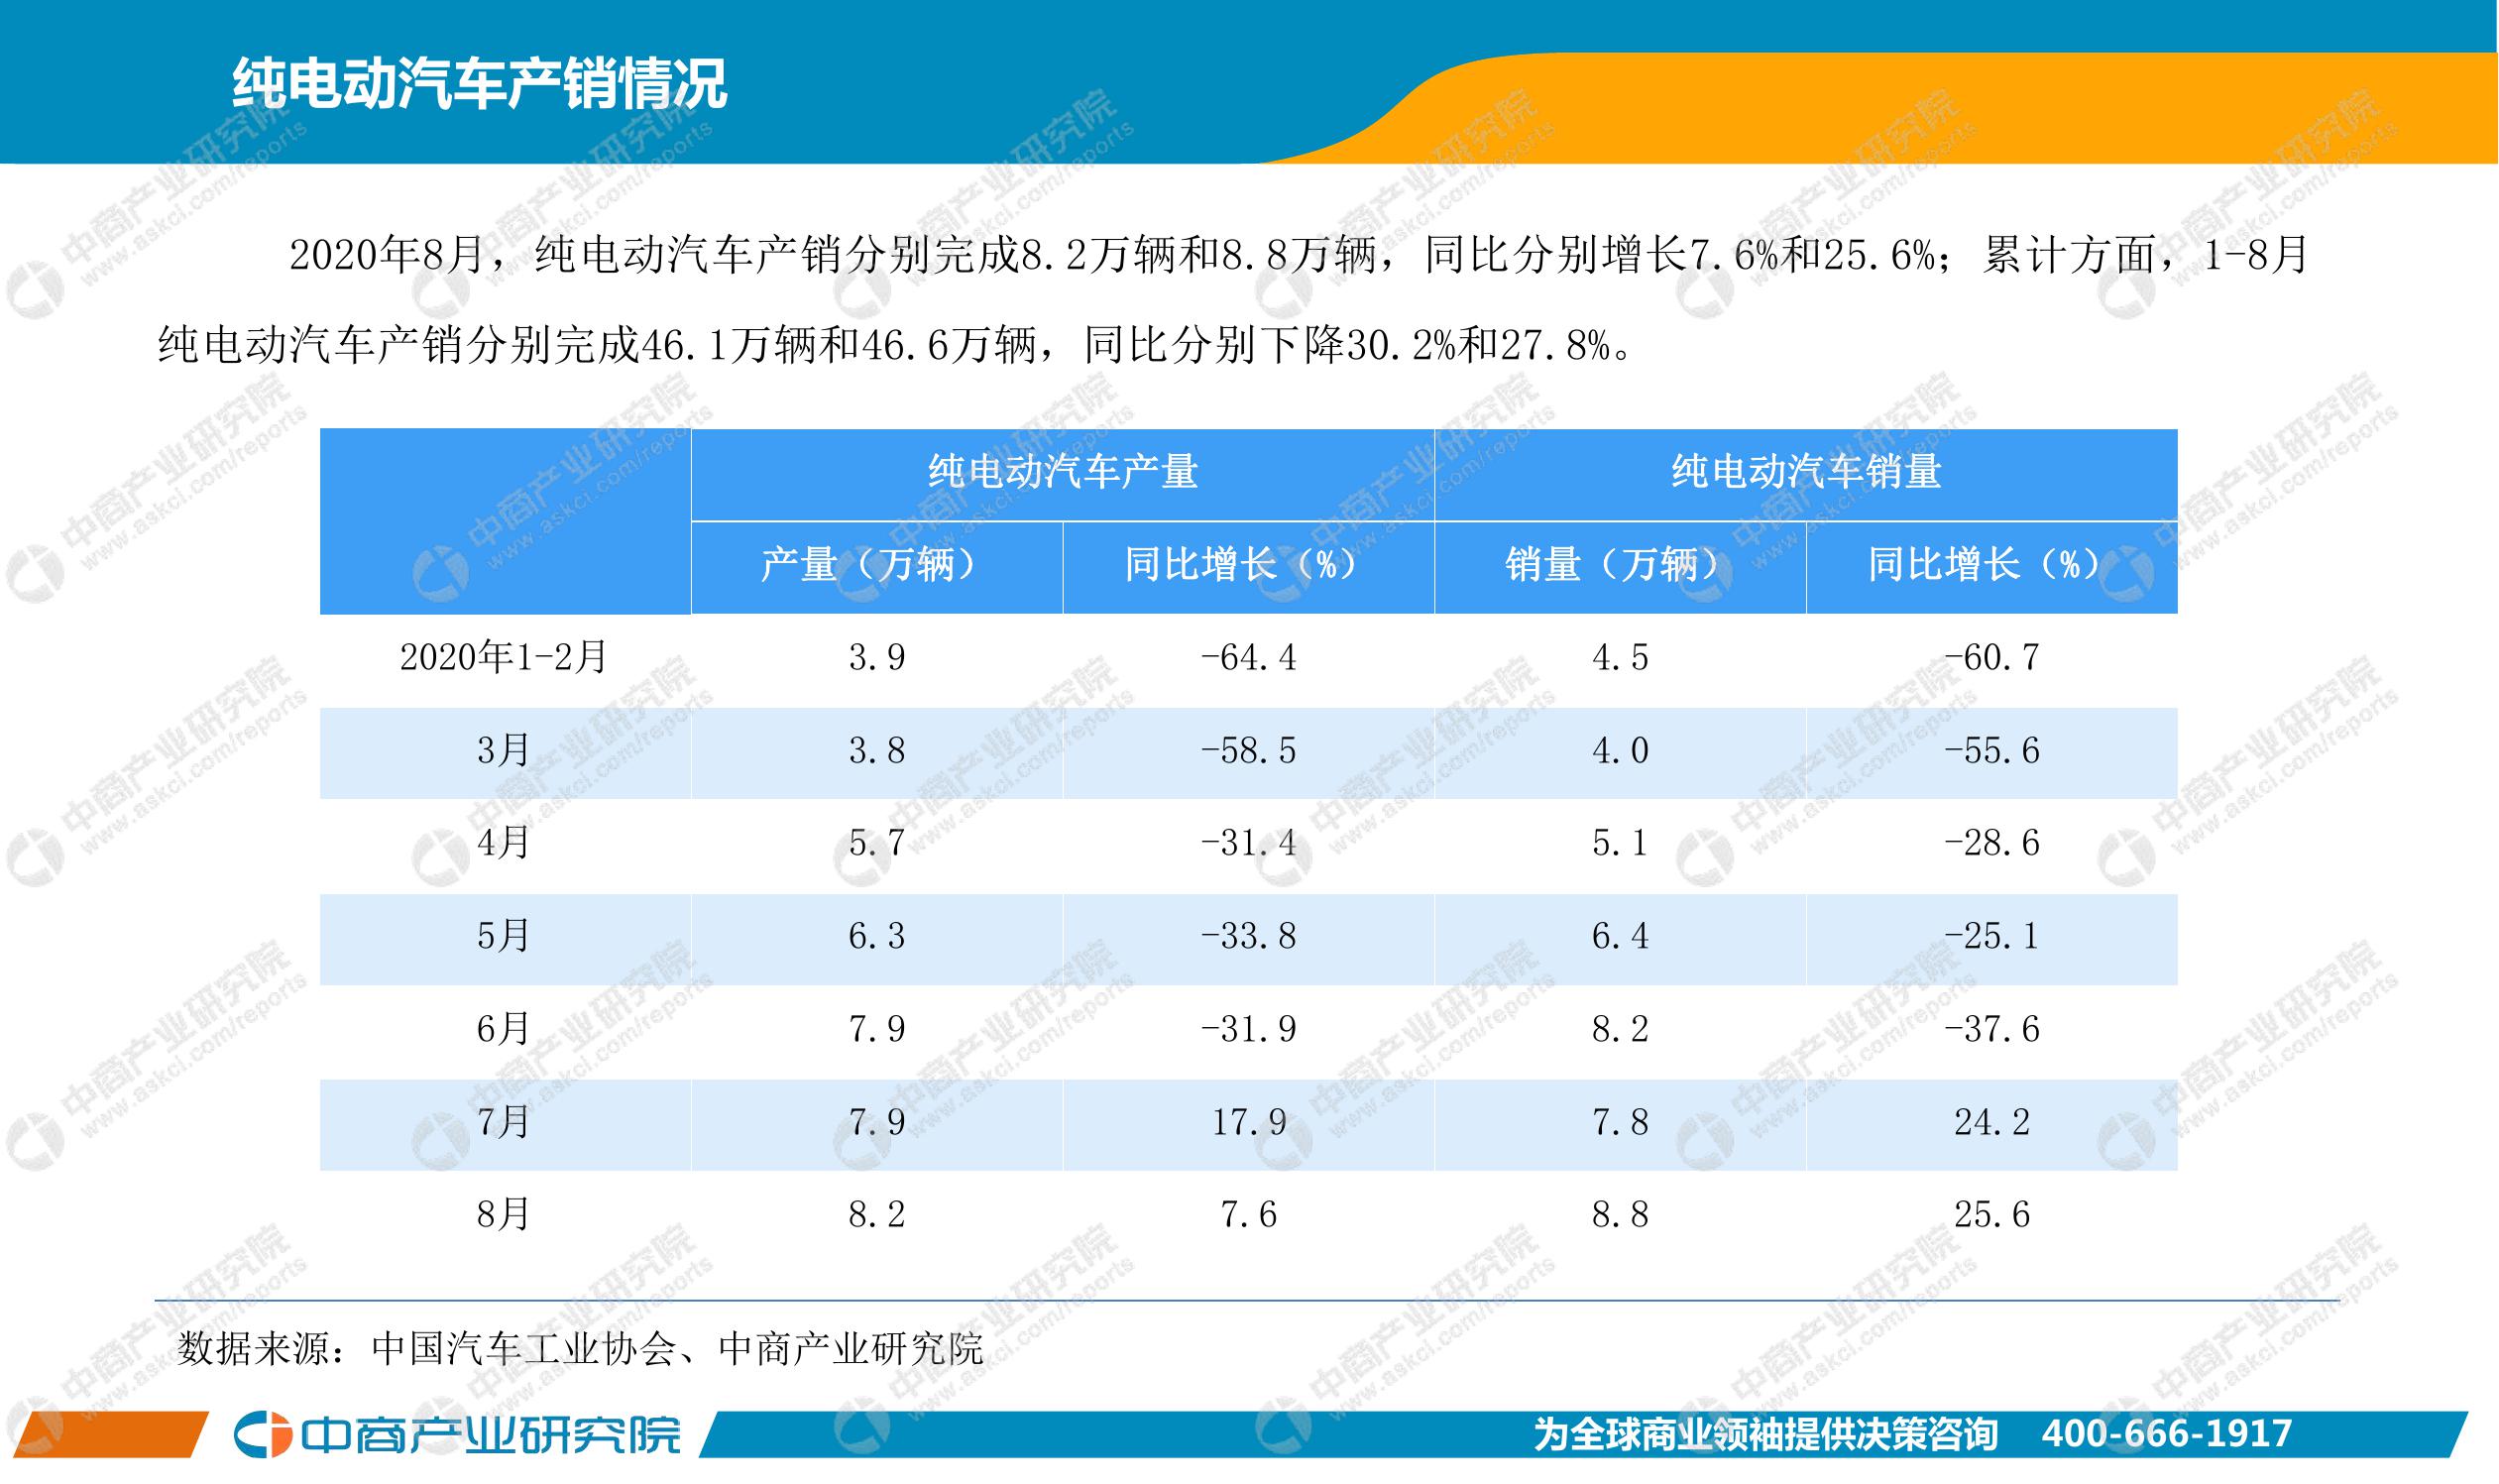 纯电动汽车产销情况
2020年8月，纯电动汽车产销分别完成8.2万辆和8.8万辆，同比分别增长7.6%和25.6%；累计方面，1-8月
纯电动汽车产销分别完成46.1万辆和46.6万辆，同比分别下降30.2%和27.8%。
纯电动汽车产量 纯电动汽车销量
产量（万辆） 同比增长（%） 销量（万辆） 同比增长（%）
2020年1-2月 3.9 -64.4 4.5 -60.7
3月 3.8 -58.5 4.0 -55.6
4月 5.7 -31.4 5.1 -28.6
5月 6.3 -33.8 6.4 -25.1
6月 7.9 -31.9 8.2 -37.6
7月 7.9 17.9 7.8 24.2
8月 8.2 7.6 8.8 25.6
数据来源：中国汽车工业协会、中商产业研究院
中商产业研究院 为全球商业领袖提供决策咨询 400-666-1917
中商产业研究院
www.askci.com/reports